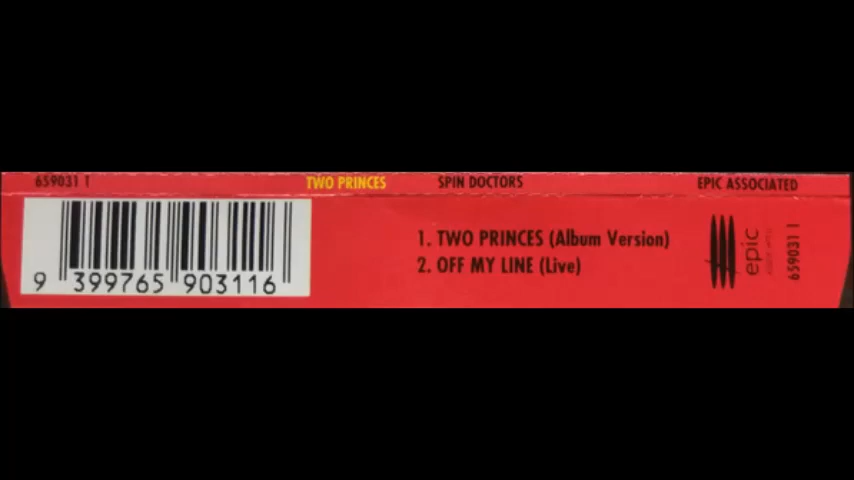 659031 1 TWO PRINCES SPIN DOCTORS EPIC ASSOCIATED
1. TWO PRINCES (Album Version)
2. OFF MY LINE (Live)
epic
659031 1
9 399765 903116